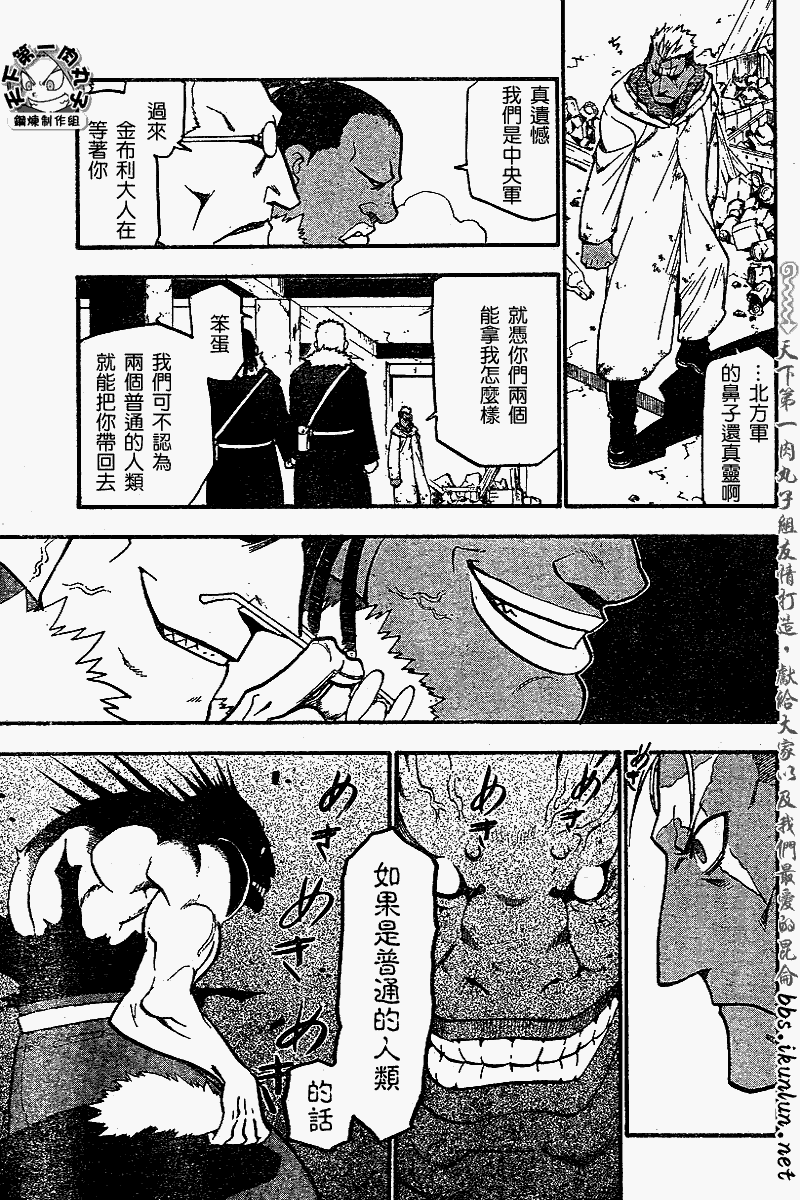 …北方軍
的鼻子還真靈啊
真遺憾
我們是中央軍
過來
金布利大人在
等著你
就憑你們兩個
能拿我怎麼樣
笨蛋
我們可不認為
兩個普通的人類
就能把你帶回去
めき
めき
めき
めき
めき
めき
如果是普通的人類
的話
天下第一肉丸子
鋼煉制作組
天下第一肉丸子組友情打造，獻給大家以及我們最愛的昆侖
bbs.ikunlun.net